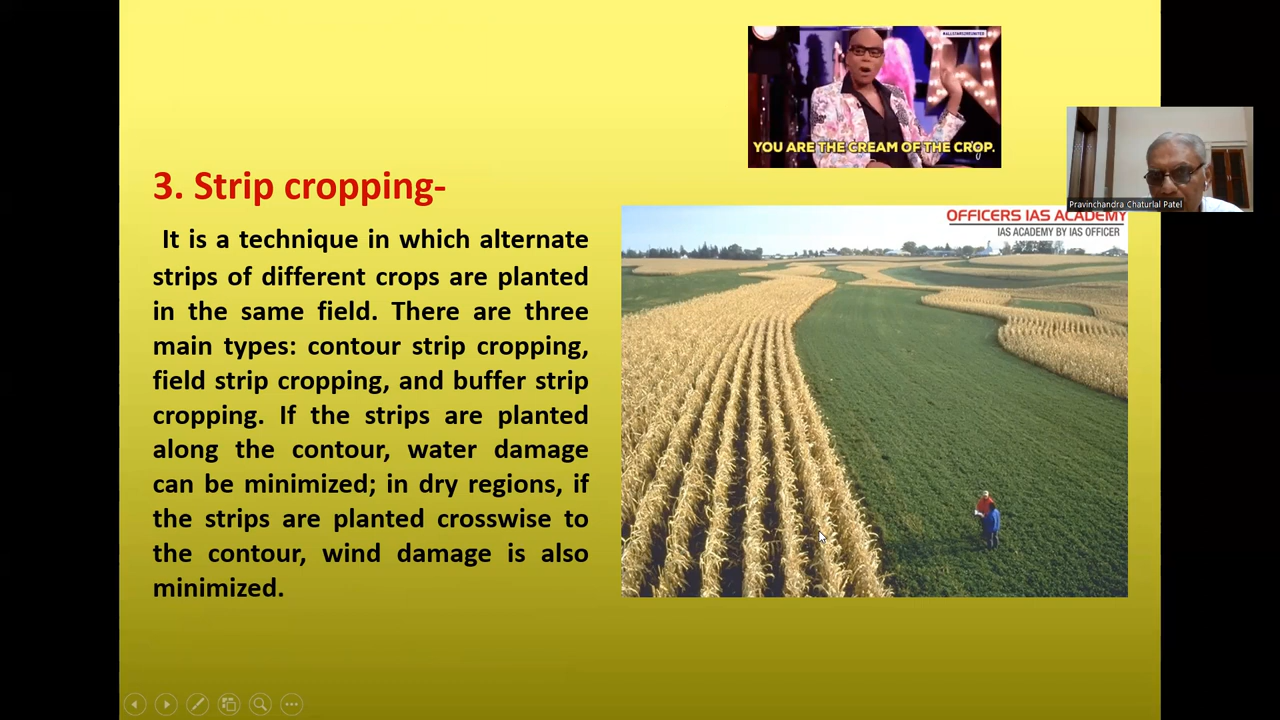 #ALLSTARS3REUNITED
YOU ARE THE CREAM OF THE CROP.
Pravinchandra Chaturlal Patel
3. Strip cropping-
It is a technique in which alternate
strips of different crops are planted
in the same field. There are three
main types: contour strip cropping,
field strip cropping, and buffer strip
cropping. If the strips are planted
along the contour, water damage
can be minimized; in dry regions, if
the strips are planted crosswise to
the contour, wind damage is also
minimized.
OFFICERS IAS ACADEMY
IAS ACADEMY BY IAS OFFICER